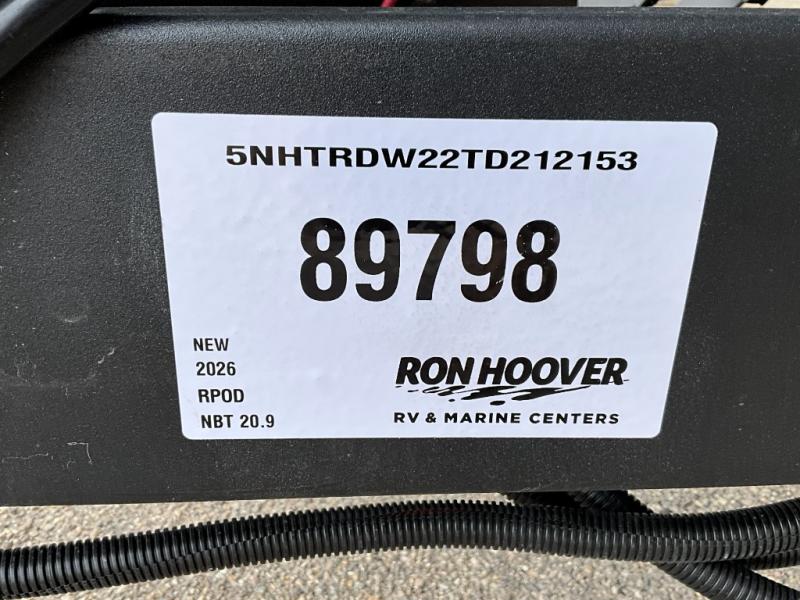 5NHTRDW22TD212153
89798
NEW
2026
RPOD
NBT 20.9
RON HOOVER
RV & MARINE CENTERS